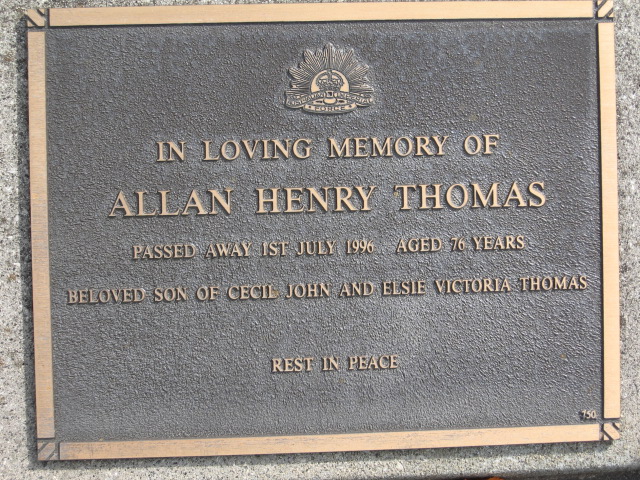 IN LOVING MEMORY OF
ALLAN HENRY THOMAS
PASSED AWAY 1ST JULY 1996 AGED 76 YEARS
BELOVED SON OF CECIL JOHN AND ELSIE VICTORIA THOMAS
REST IN PEACE
750